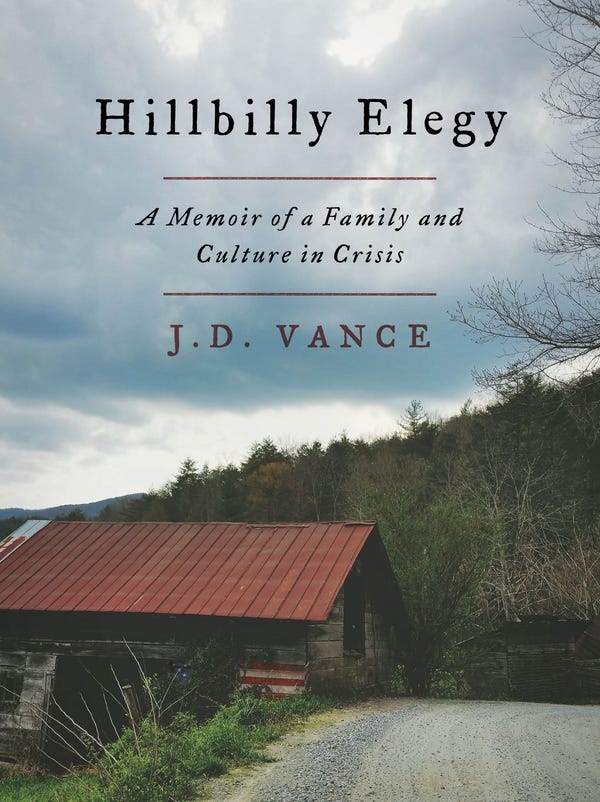 Hillbilly Elegy
A Memoir of a Family and
Culture in Crisis
J.D. VANCE